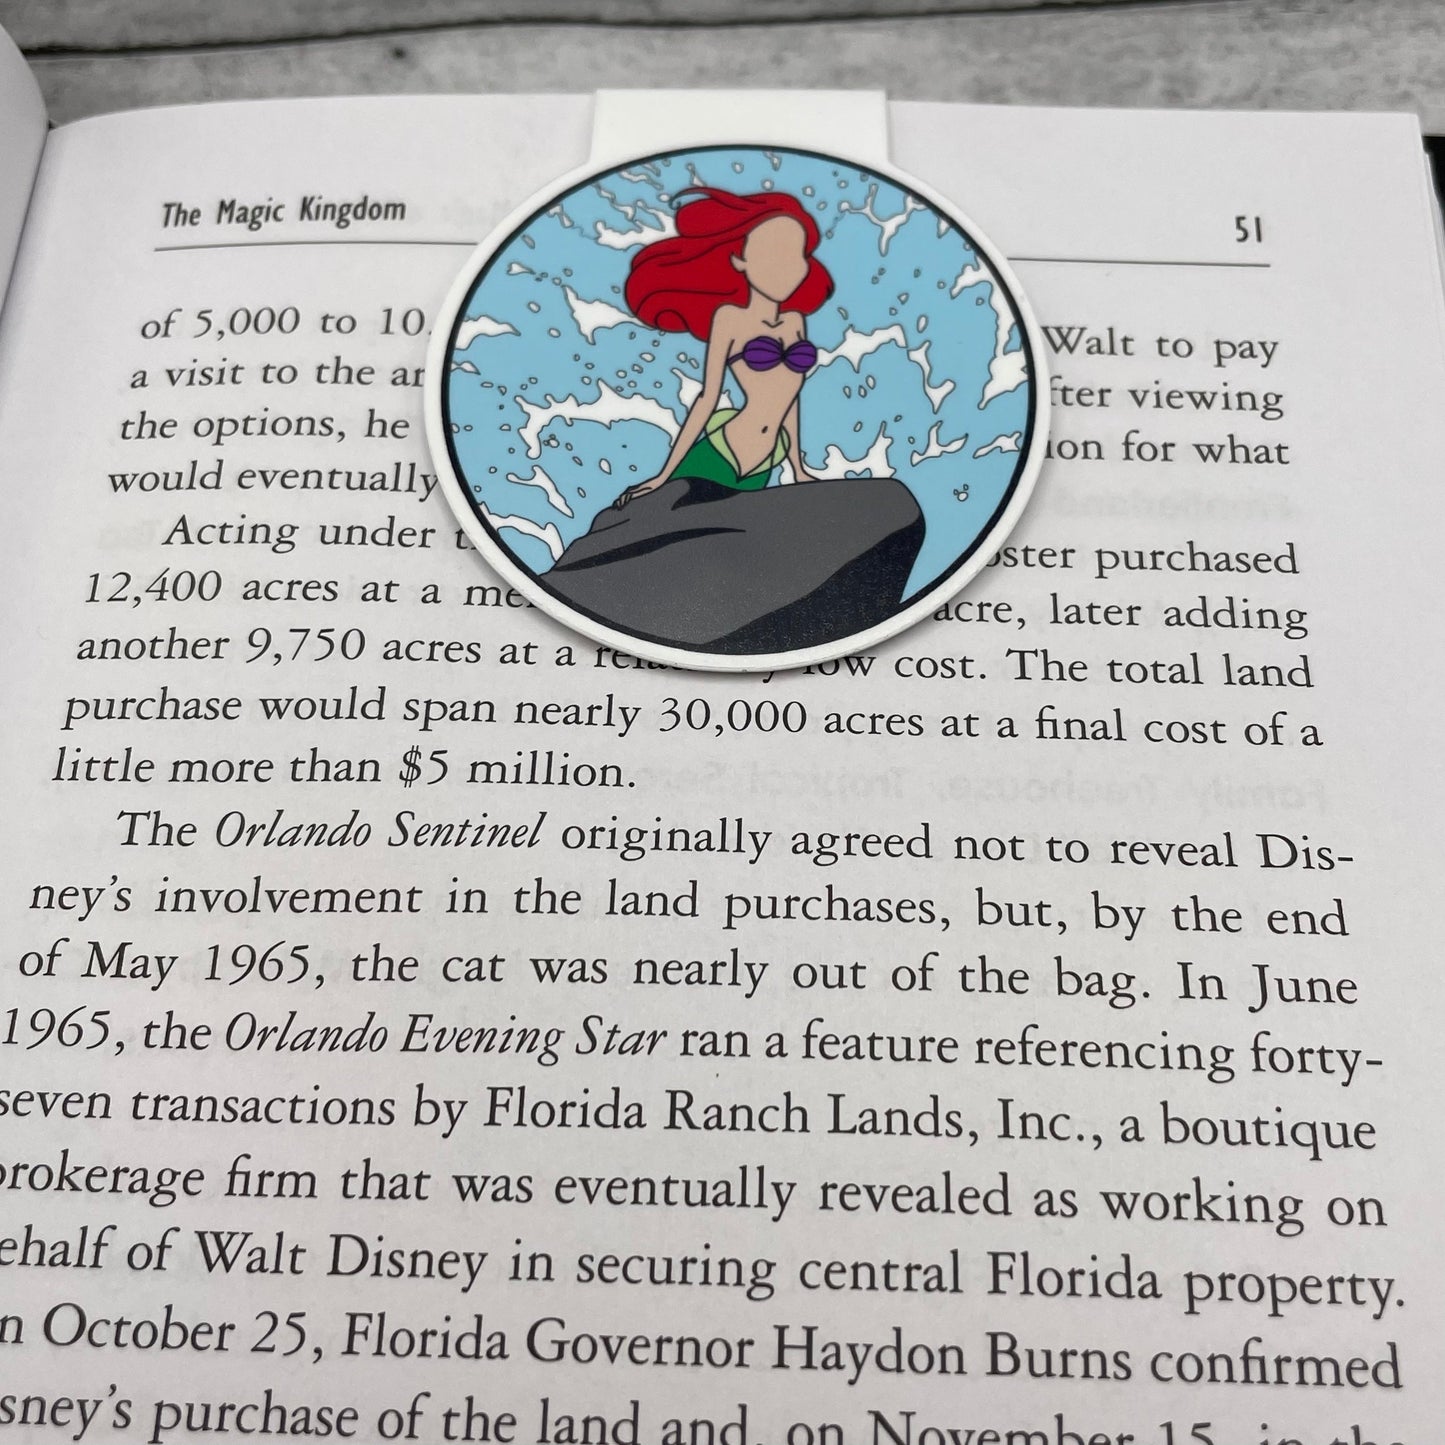 The Magic Kingdom 51
of 5,000 to 10 Walt to pay
a visit to the viewing
the options, he for what
would eventually
Acting under purchased
12,400 acres at a acre, later adding
another 9,750 acres at a low cost. The total land
purchase would span nearly 30,000 acres at a final cost of a
little more than $5 million.
The Orlando Sentinel originally agreed not to reveal Dis-
ney's involvement in the land purchases, but, by the end
of May 1965, the cat was nearly out of the bag. In June
1965, the Orlando Evening Star ran a feature referencing forty-
seven transactions by Florida Ranch Lands, Inc., a boutique
brokerage firm that was eventually revealed as working on
ehalf of Walt Disney in securing central Florida property.
n October 25, Florida Governor Haydon Burns confirmed
sney's purchase of the land and, on November 15, in the